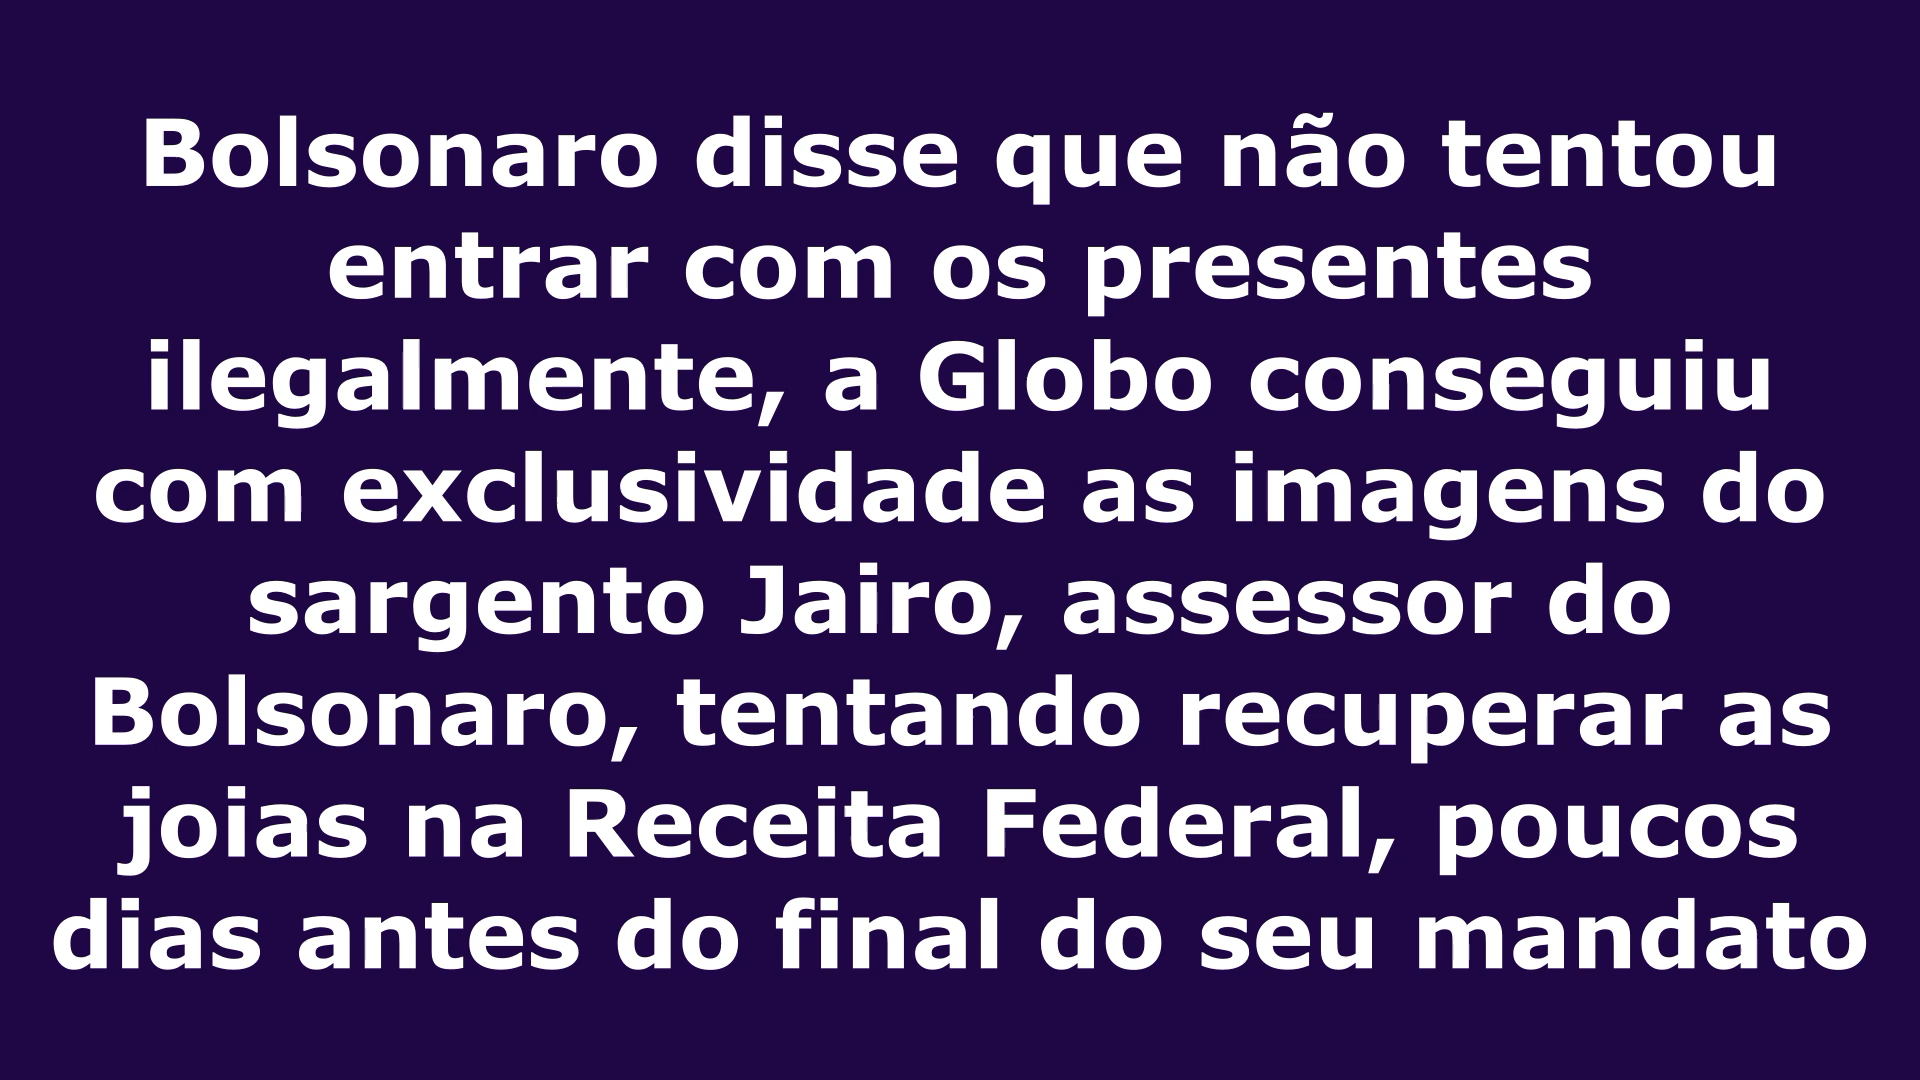 Bolsonaro disse que não tentou
entrar com os presentes
ilegalmente, a Globo conseguiu
com exclusividade as imagens do
sargento Jairo, assessor do
Bolsonaro, tentando recuperar as
joias na Receita Federal, poucos
dias antes do final do seu mandato